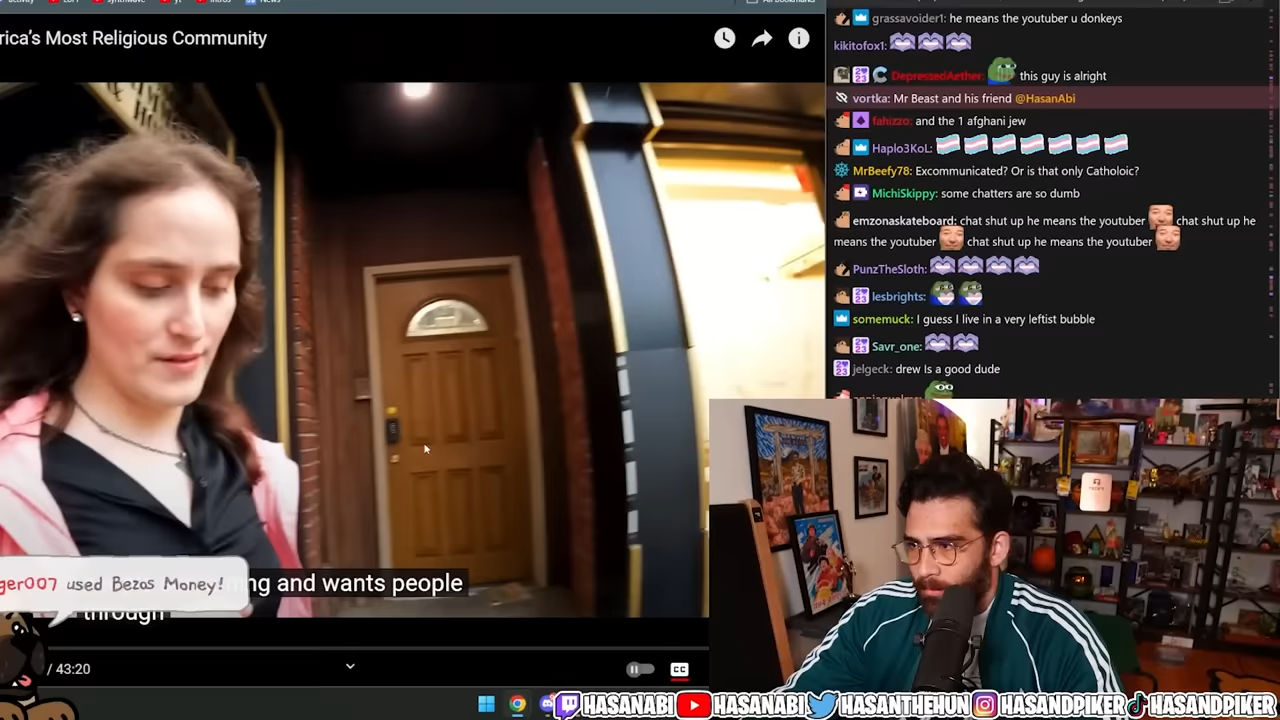 rica's Most Religious Community
ger007 used Bezos Money!
ng and wants people
through
/ 43:20
CC
grassavoider1: he means the youtuber u donkeys
kikitofox1:
DepressedAether: this guy is alright
vortka: Mr Beast and his friend @HasanAbi
fahizzo: and the 1 afghani jew
Haplo3KoL:
MrBeefy78: Excommunicated? Or is that only Catholoic?
MichiSkippy: some chatters are so dumb
emzonaskateboard: chat shut up he means the youtuber chat shut up he
means the youtuber chat shut up he means the youtuber
PunzTheSloth:
lesbrights:
somemuck: I guess I live in a very leftist bubble
Savr_one:
jelgeck: drew Is a good dude
HASANABI HASANABI HASANTHEHUN HASANDPIKER HASANDPIKER